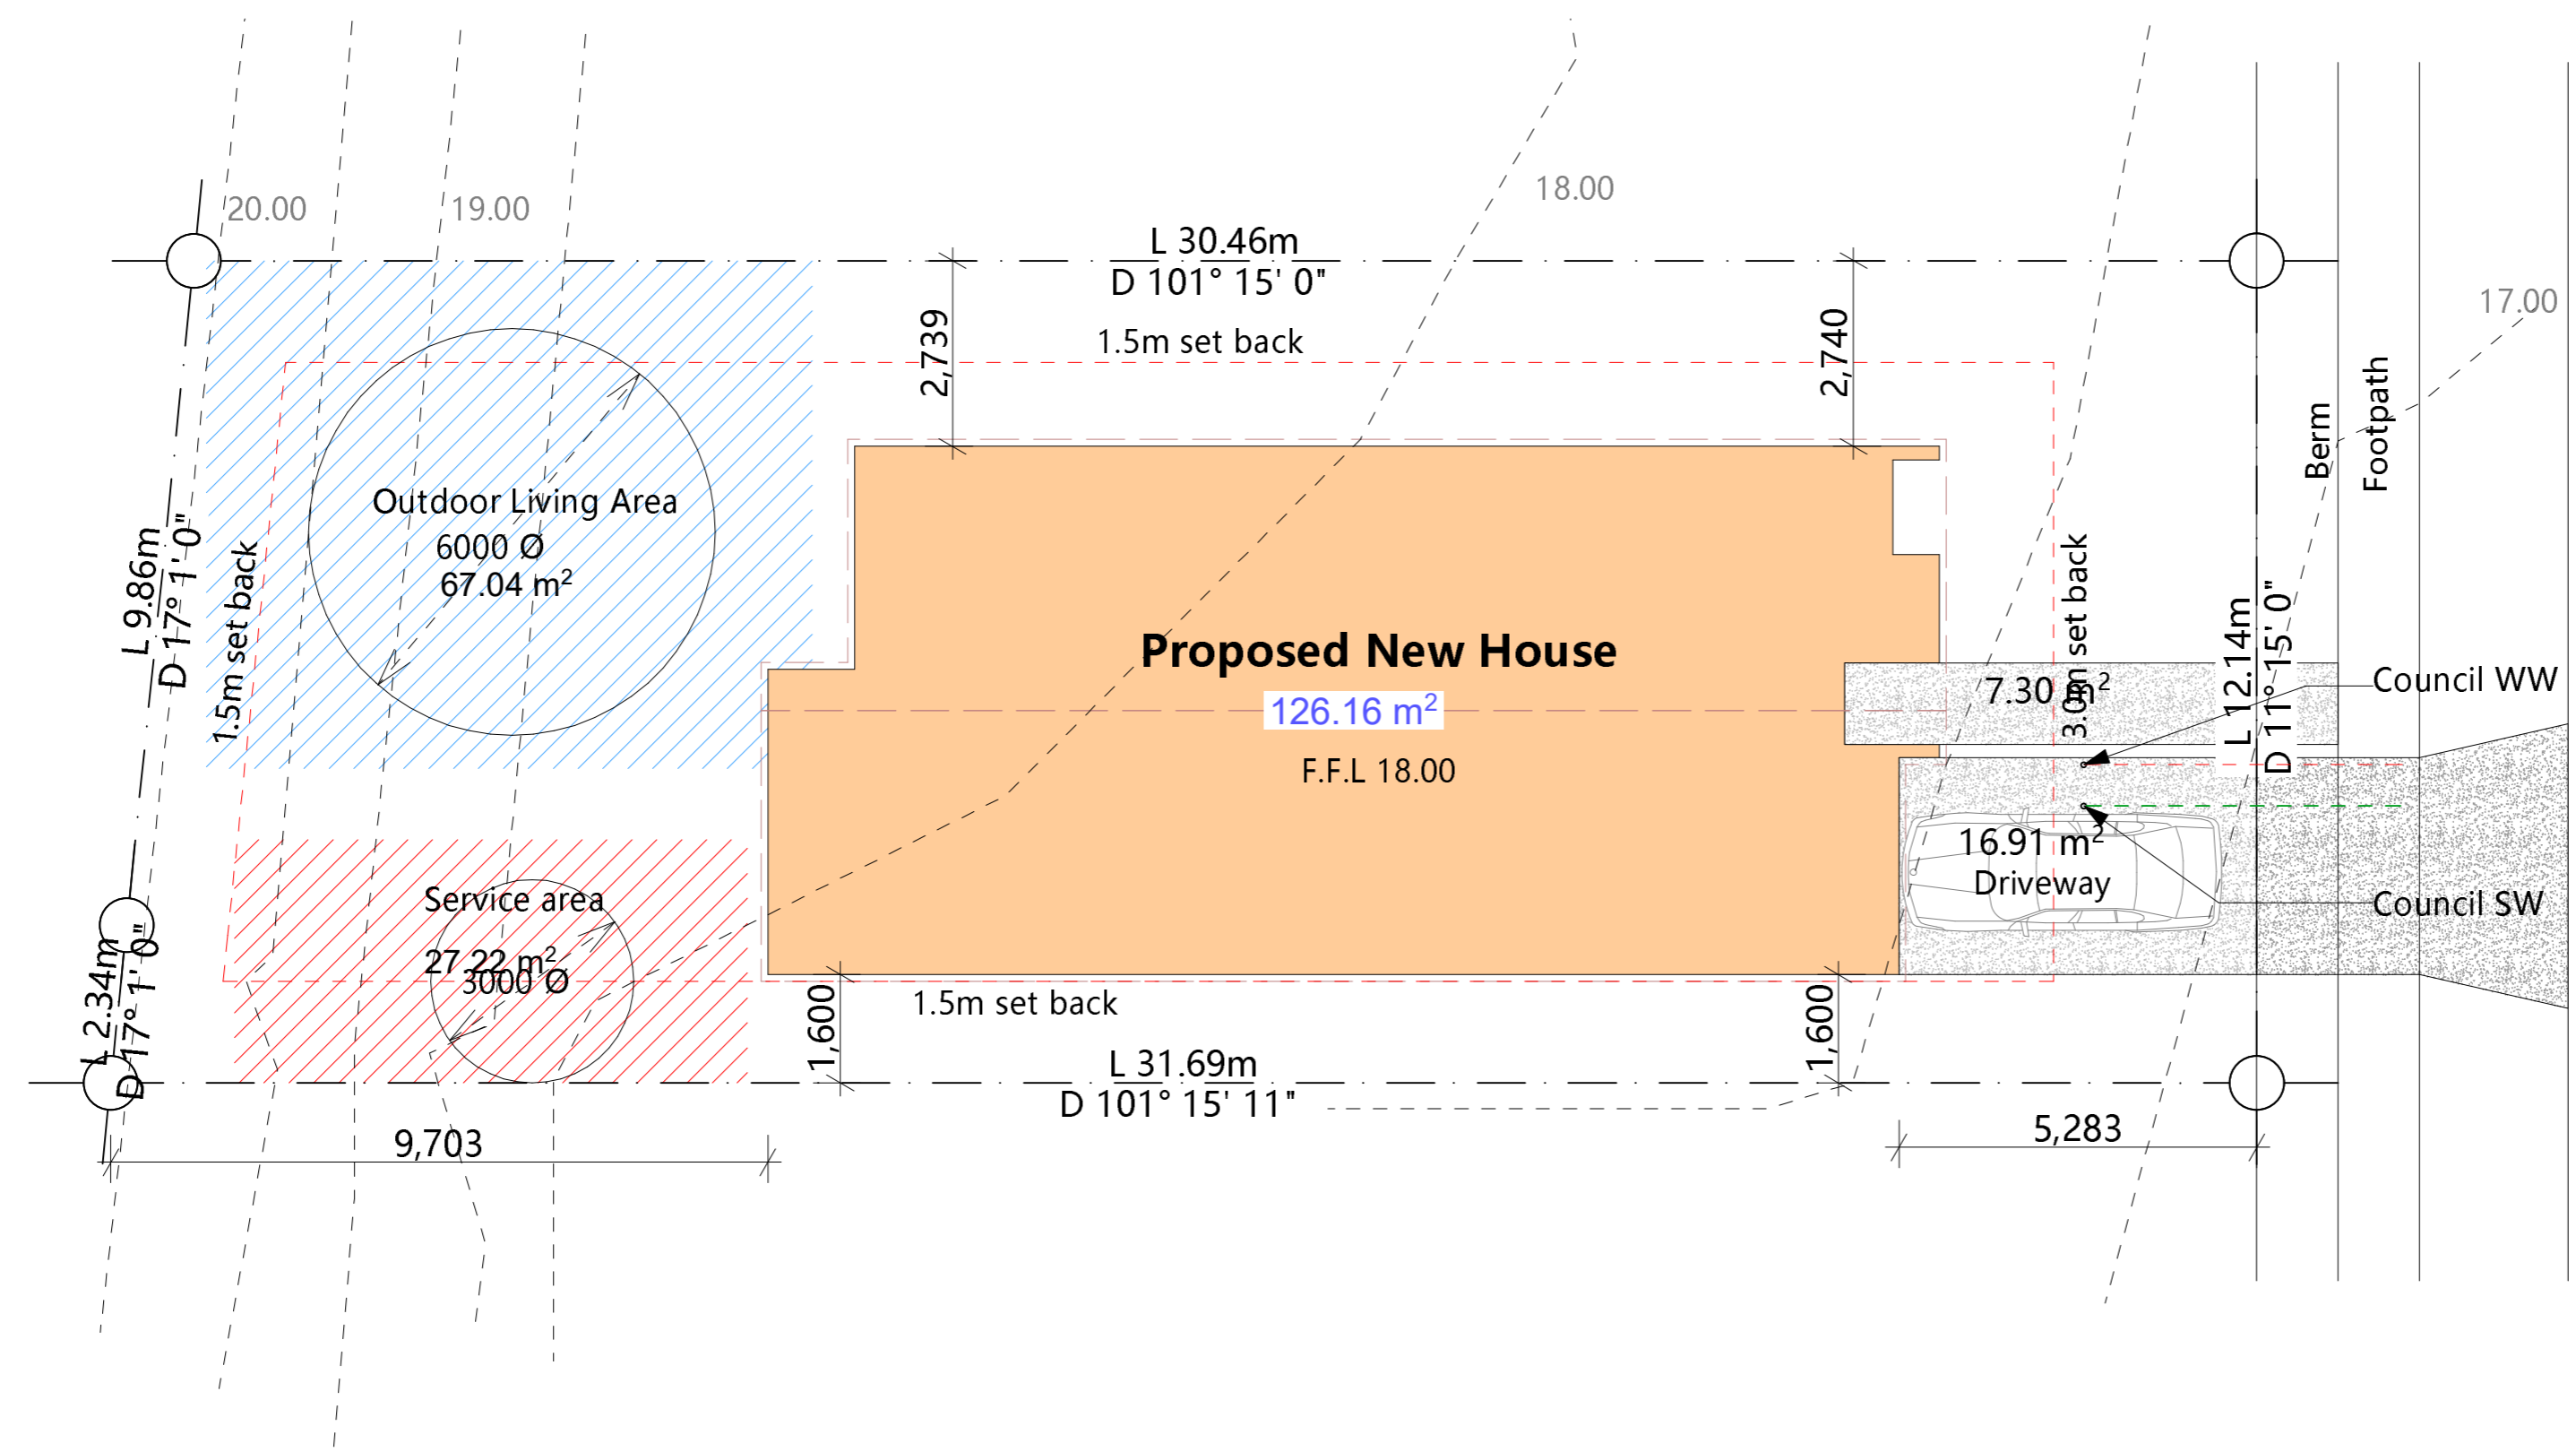 20.00
19.00
18.00
17.00
L 30.46m
D 101° 15' 0"
1.5m set back
2,739
2,740
Berm
Footpath
Outdoor Living Area
6000 Ø
67.04 m²
L 9.86m
D 17° 1' 0"
1.5m set back
Proposed New House
126.16 m²
F.F.L 18.00
3.0m set back
7.30 m²
L 12.14m
D 11° 15' 0"
Council WW
16.91 m²
Driveway
Council SW
Service area
27.22 m²
3000 Ø
L 2.34m
D 17° 1' 0"
1,600
1.5m set back
1,600
L 31.69m
D 101° 15' 11"
9,703
5,283